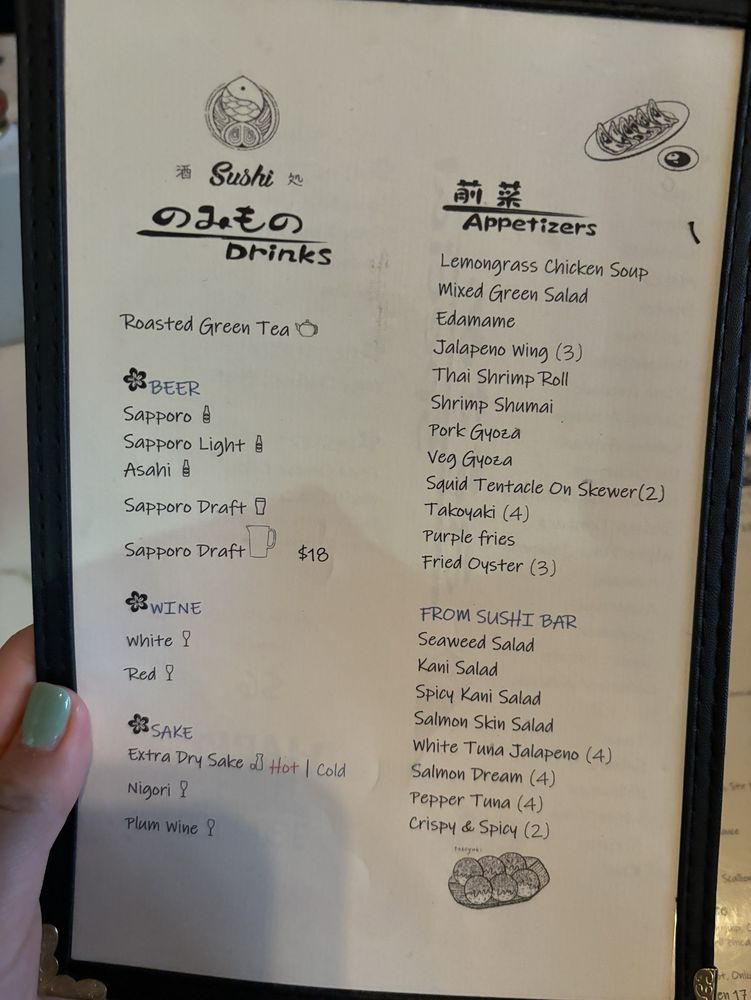 酒 Sushi 処
のみもの
Drinks
Roasted Green Tea
BEER
Sapporo
Sapporo Light
Asahi
Sapporo Draft
Sapporo Draft $18
WINE
White
Red
SAKE
Extra Dry Sake Hot | Cold
Nigori
Plum Wine
前菜
Appetizers
Lemongrass Chicken Soup
Mixed Green Salad
Edamame
Jalapeno Wing (3)
Thai Shrimp Roll
Shrimp Shumai
Pork Gyoza
Veg Gyoza
Squid Tentacle On Skewer(2)
Takoyaki (4)
Purple fries
Fried Oyster (3)
FROM SUSHI BAR
Seaweed Salad
Kani Salad
Spicy Kani Salad
Salmon Skin Salad
White Tuna Jalapeno (4)
Salmon Dream (4)
Pepper Tuna (4)
Crispy & Spicy (2)
takoyaki